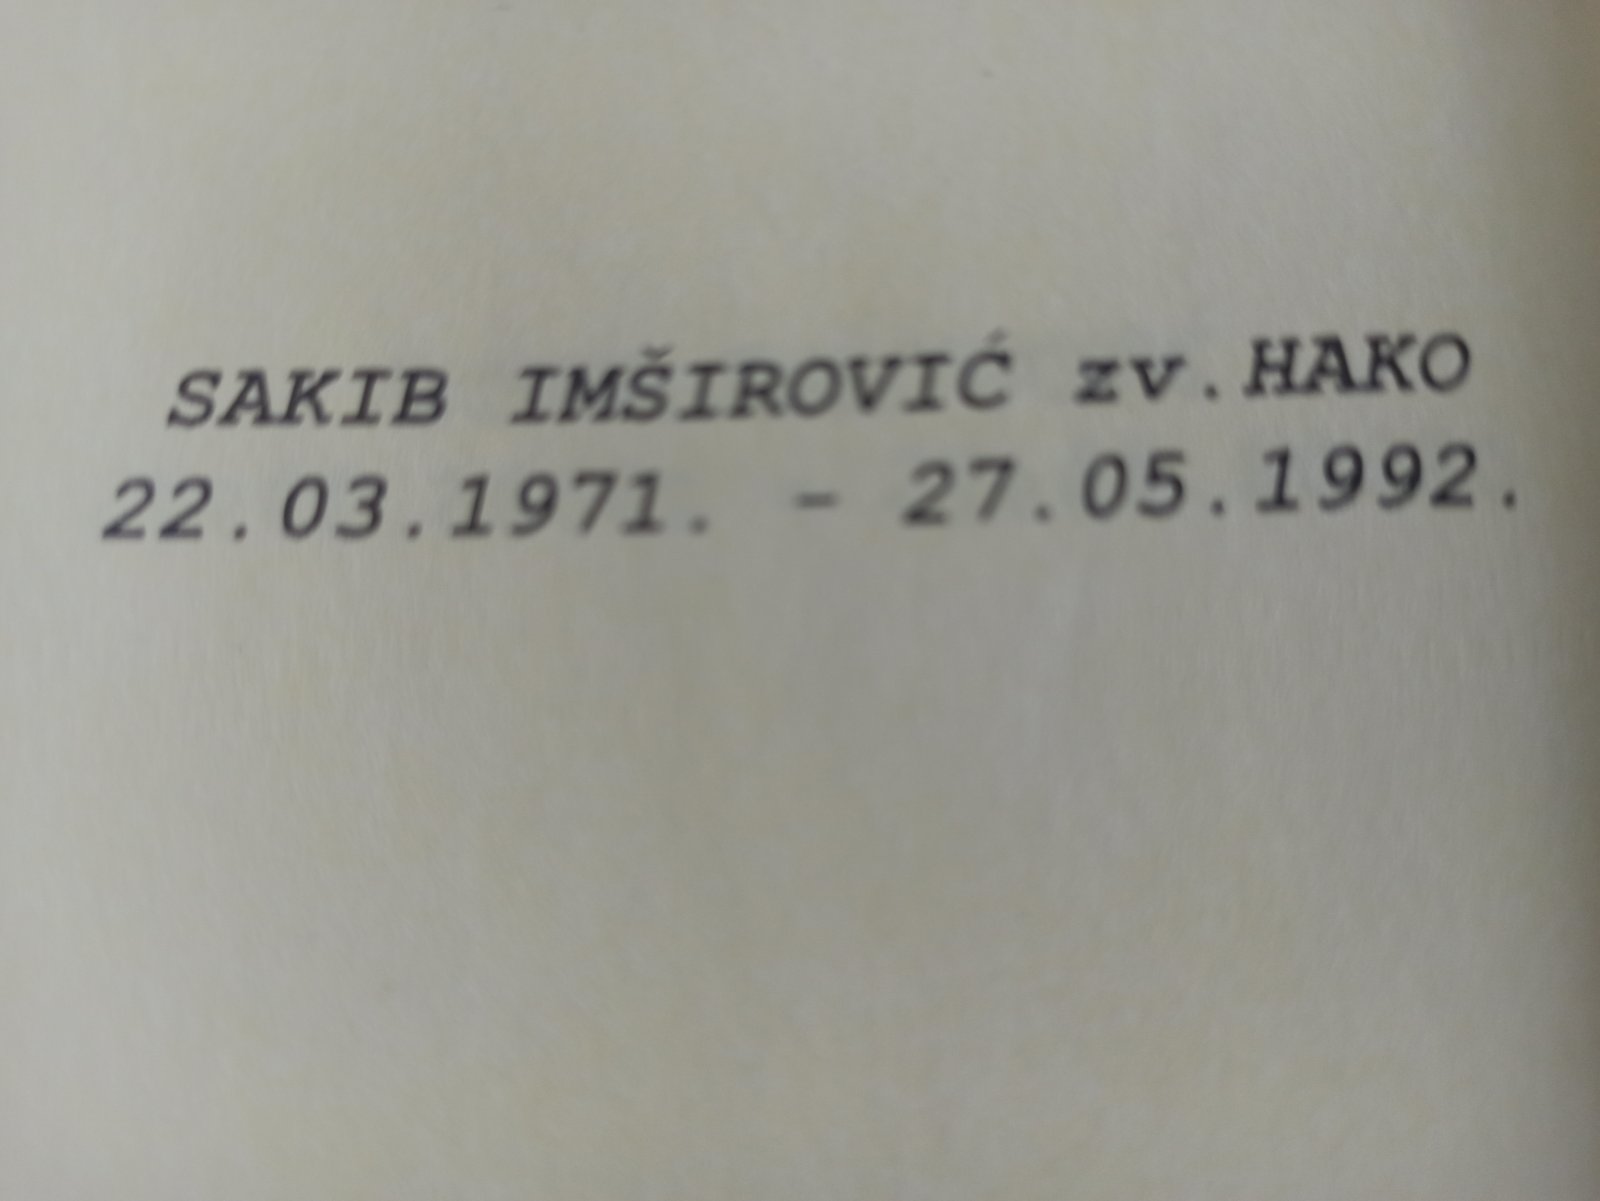 SAKIB IMŠIROVIĆ zv.HAKO
22.03.1971. - 27.05.1992.